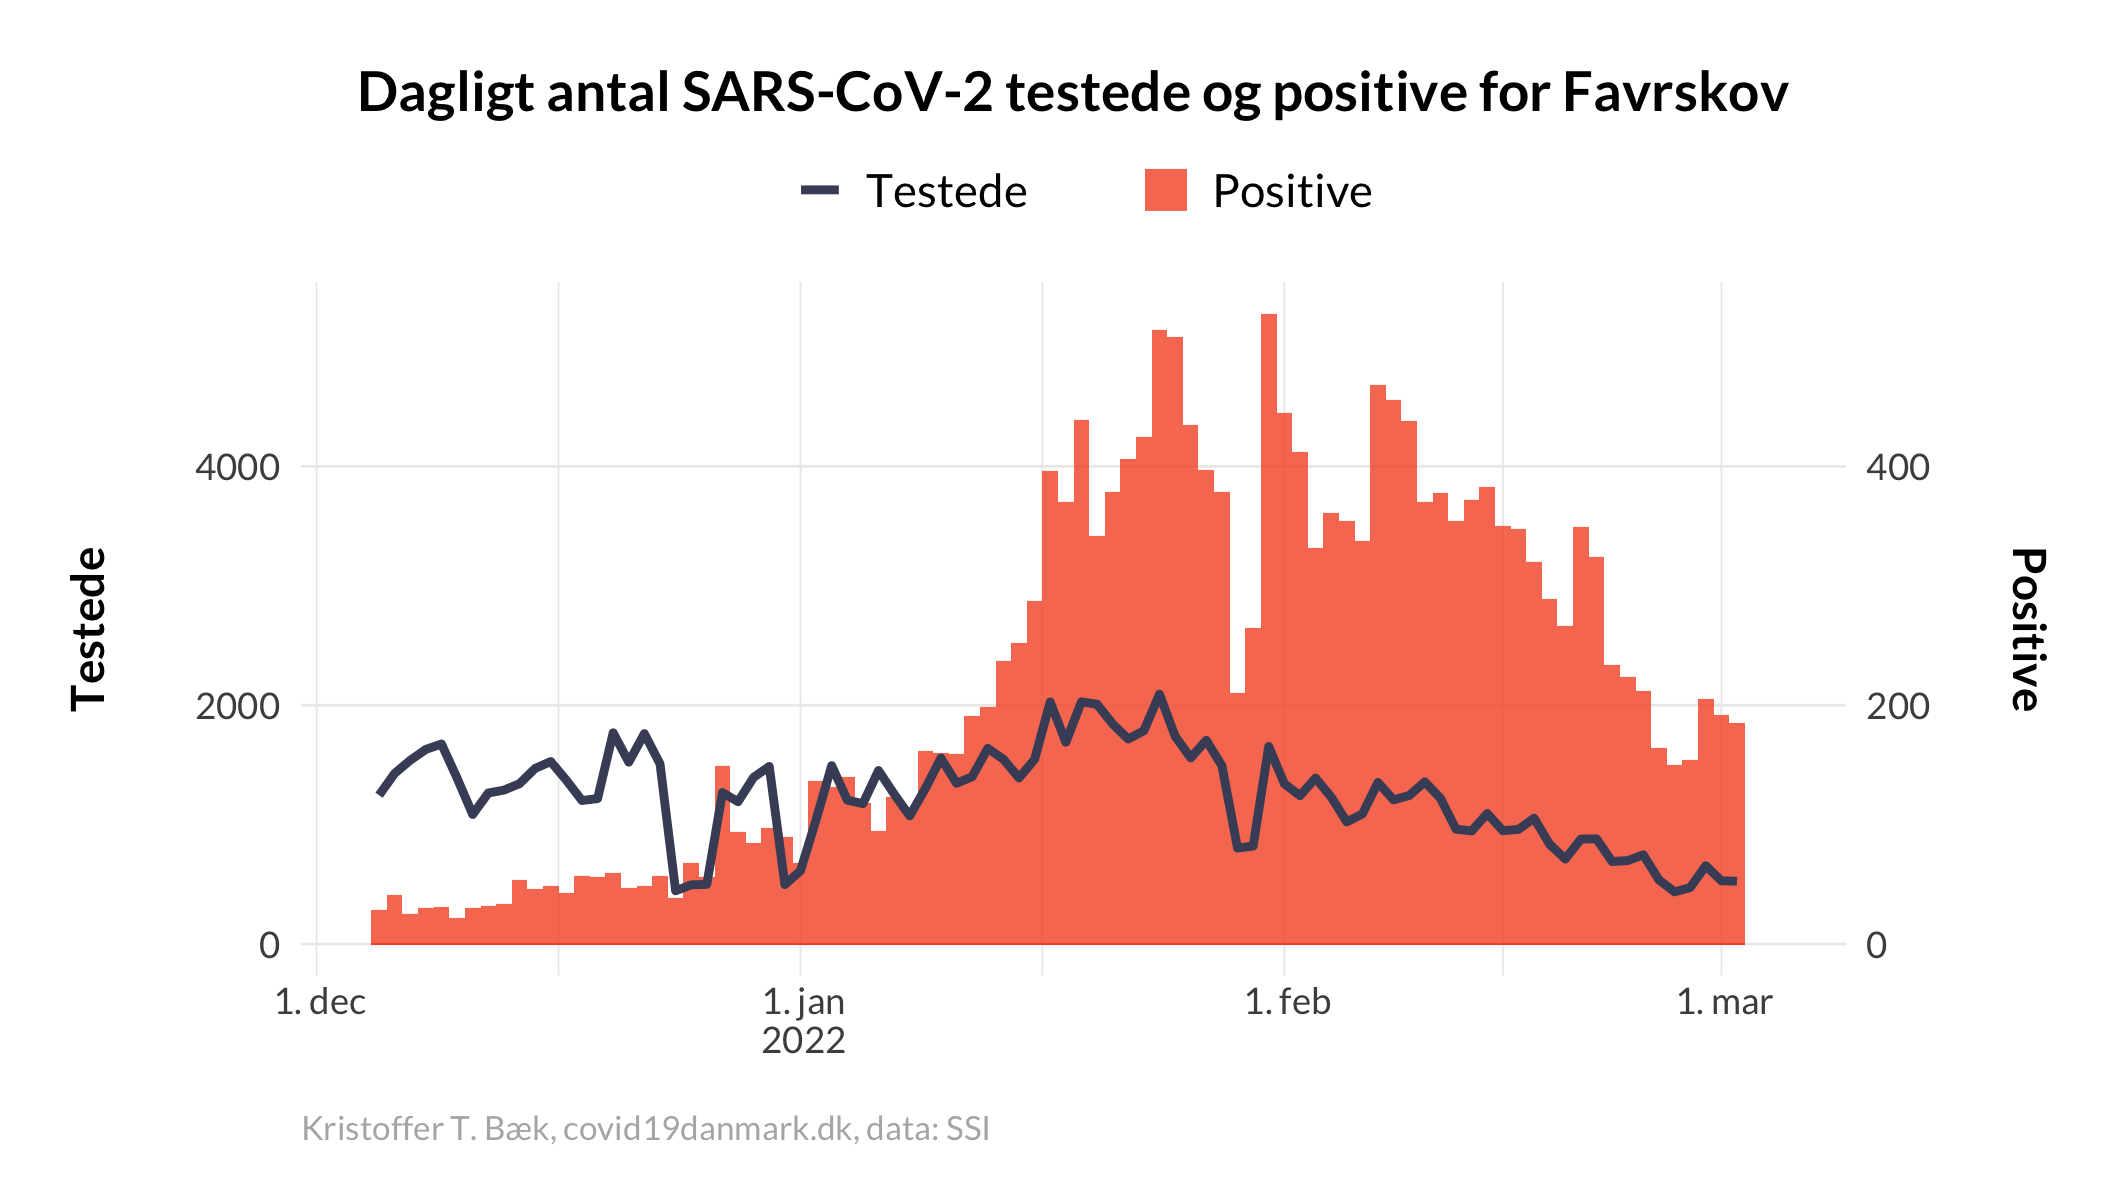 Dagligt antal SARS-CoV-2 testede og positive for Favrskov
Testede
Positive
Testede
4000
2000
0
400
200
0
Positive
1. dec
1. jan
2022
1. feb
1. mar
Kristoffer T. Bæk, covid19danmark.dk, data: SSI